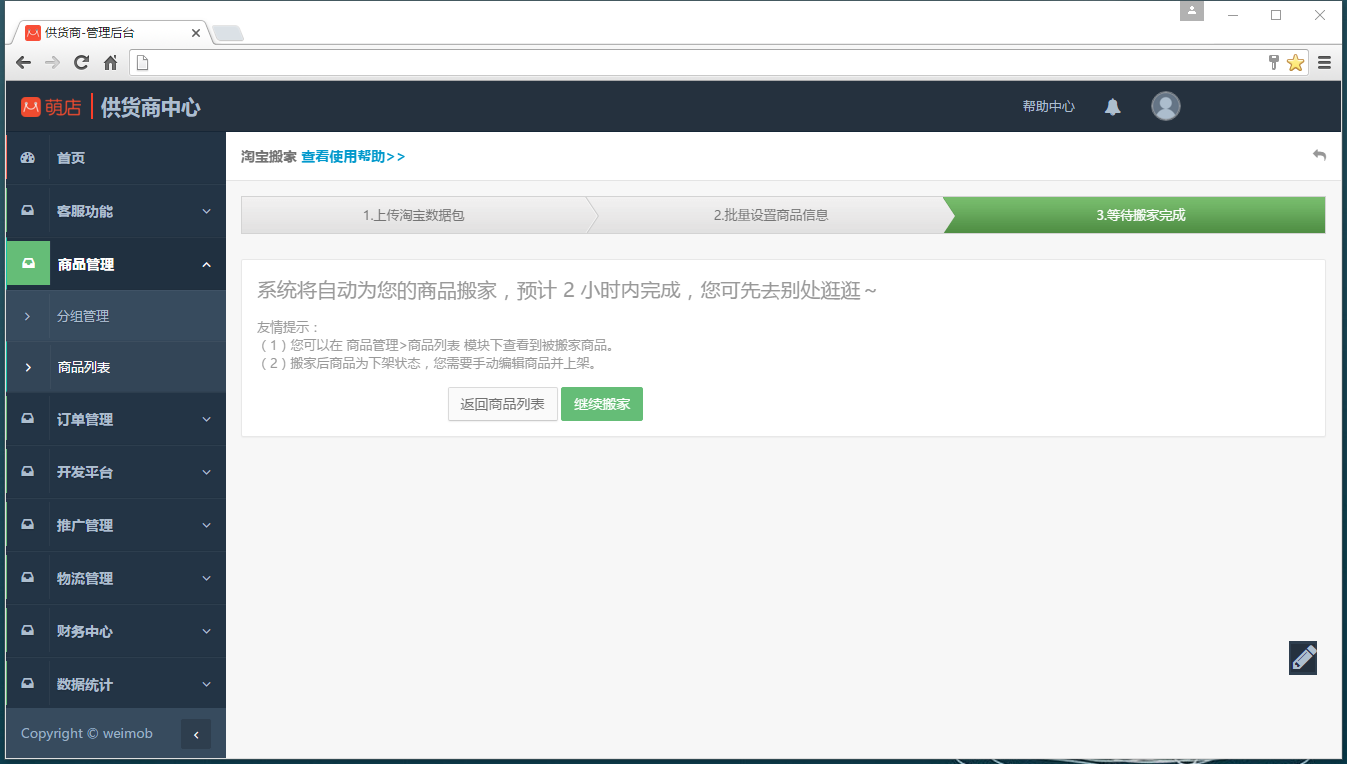 供货商-管理后台
萌店 供货商中心
帮助中心
首页
客服功能
商品管理
分组管理
商品列表
订单管理
开发平台
推广管理
物流管理
财务中心
数据统计
Copyright © weimob
淘宝搬家 查看使用帮助>>
1.上传淘宝数据包
2.批量设置商品信息
3.等待搬家完成
系统将自动为您的商品搬家，预计 2 小时内完成，您可先去别处逛逛～
友情提示：
（1）您可以在 商品管理>商品列表 模块下查看到被搬家商品。
（2）搬家后商品为下架状态，您需要手动编辑商品并上架。
返回商品列表
继续搬家